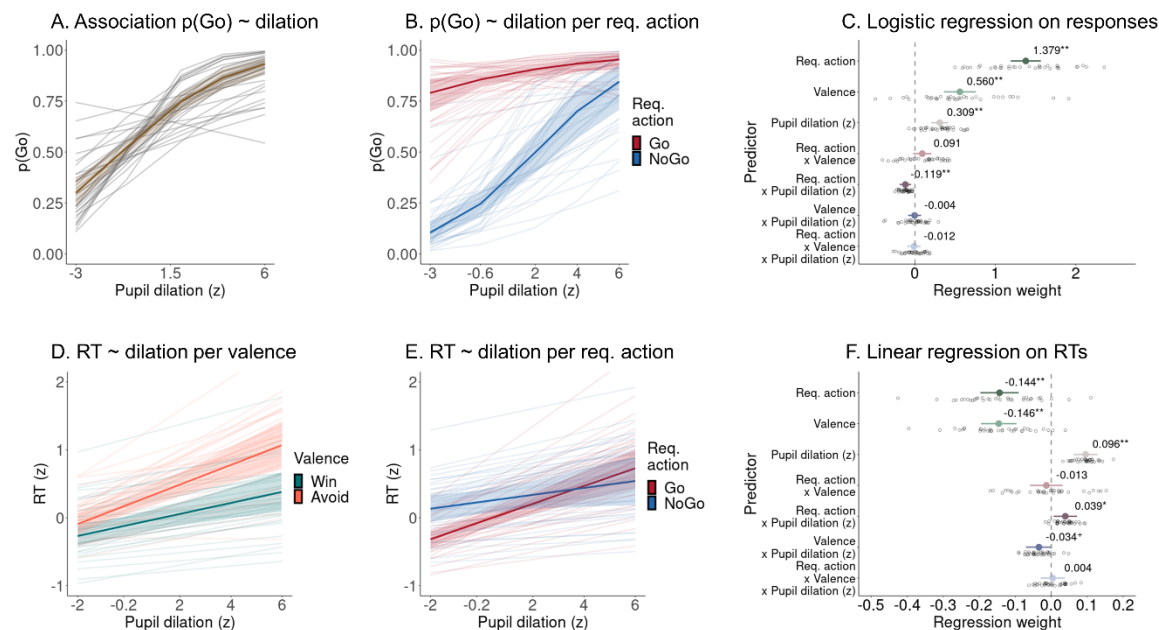 A. Association p(Go) ~ dilation
1.00
0.75
0.50
0.25
0.00
p(Go)
-3
1.5
6
Pupil dilation (z)
B. p(Go) ~ dilation per req. action
1.00
0.75
0.50
0.25
0.00
p(Go)
-3
-0.6
2
4
6
Pupil dilation (z)
Req.
action
Go
NoGo
C. Logistic regression on responses
Predictor
Req. action
1.379**
Valence
0.560**
Pupil dilation (z)
0.309**
Req. action
x Valence
0.091
Req. action
x Pupil dilation (z)
-0.119**
Valence
x Pupil dilation (z)
-0.004
Req. action
x Valence
x Pupil dilation (z)
-0.012
0
1
2
Regression weight
D. RT ~ dilation per valence
2
1
0
-1
RT (z)
-2
-0.2
2
4
6
Pupil dilation (z)
Valence
Win
Avoid
E. RT ~ dilation per req. action
2
1
0
-1
RT (z)
-2
-0.2
2
4
6
Pupil dilation (z)
Req.
action
Go
NoGo
F. Linear regression on RTs
Predictor
Req. action
-0.144**
Valence
-0.146**
Pupil dilation (z)
0.096**
Req. action
x Valence
-0.013
Req. action
x Pupil dilation (z)
0.039*
Valence
x Pupil dilation (z)
-0.034+
Req. action
x Valence
x Pupil dilation (z)
0.004
-0.5
-0.4
-0.3
-0.2
-0.1
0.0
0.1
0.2
Regression weight